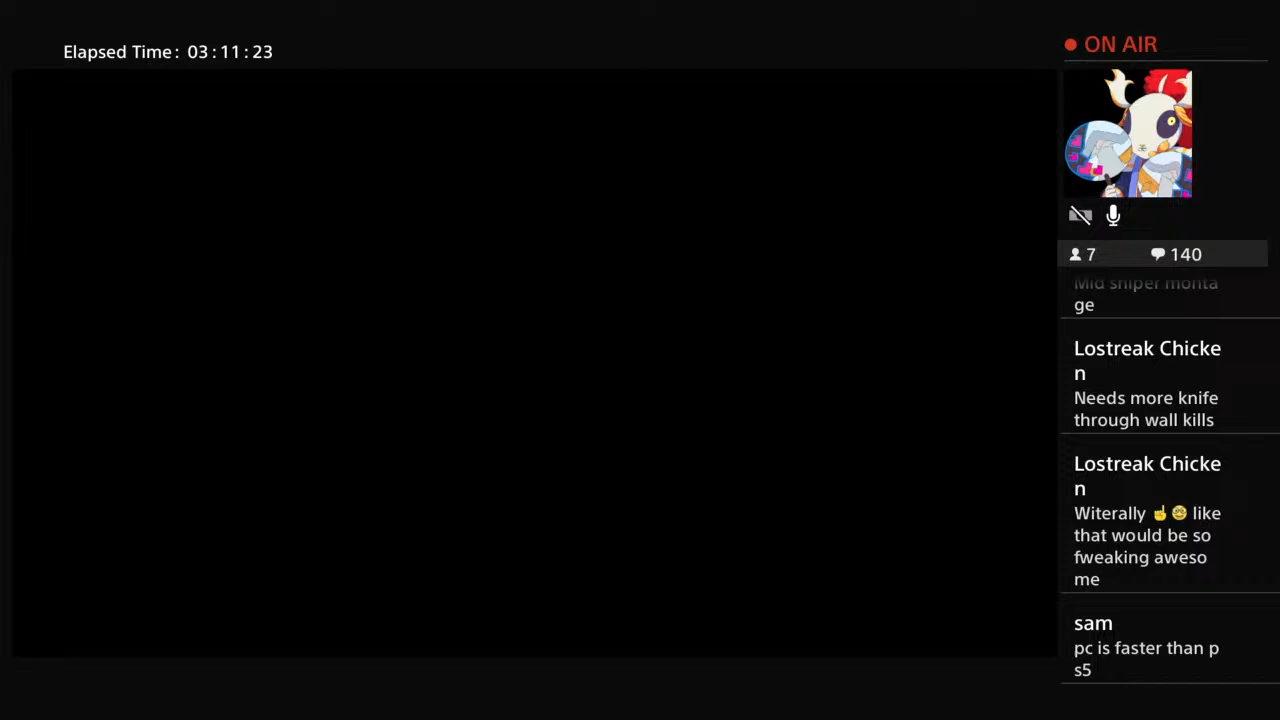 Elapsed Time: 03:11:23
ON AIR
7 140
Mid sniper monta
ge
Lostreak Chicke
n
Needs more knife
through wall kills
Lostreak Chicke
n
Witerally ☝🤓 like
that would be so
fweaking aweso
me
sam
pc is faster than p
s5